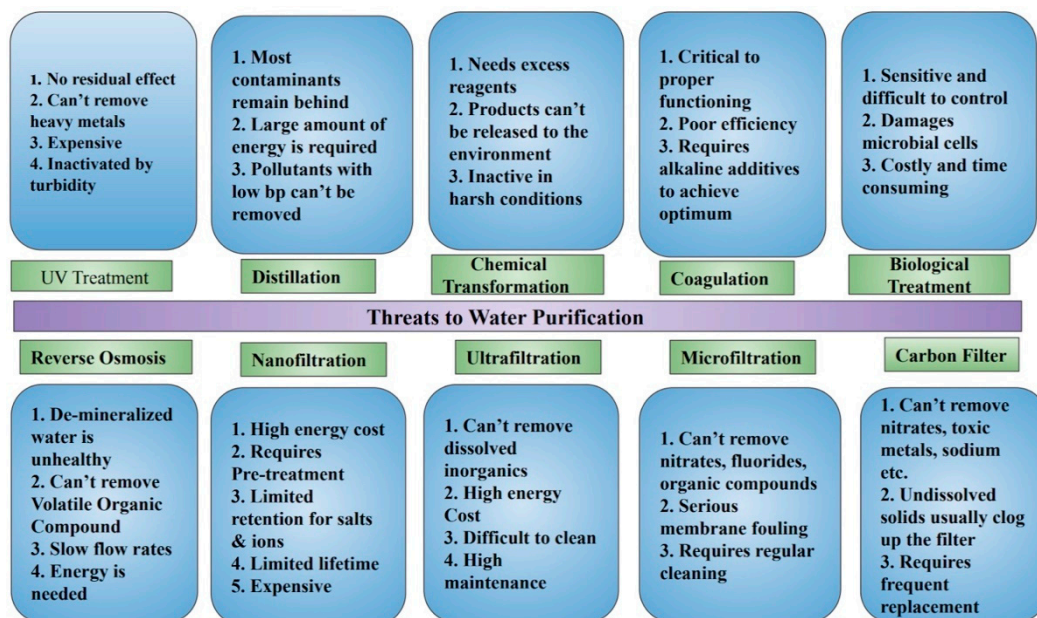 1. No residual effect
2. Can't remove
heavy metals
3. Expensive
4. Inactivated by
turbidity
1. Most
contaminants
remain behind
2. Large amount of
energy is required
3. Pollutants with
low bp can't be
removed
1. Needs excess
reagents
2. Products can't
be released to the
environment
3. Inactive in
harsh conditions
1. Critical to
proper
functioning
2. Poor efficiency
3. Requires
alkaline additives
to achieve
optimum
1. Sensitive and
difficult to control
2. Damages
microbial cells
3. Costly and time
consuming
UV Treatment
Distillation
Chemical
Transformation
Coagulation
Biological
Treatment
Threats to Water Purification
Reverse Osmosis
Nanofiltration
Ultrafiltration
Microfiltration
Carbon Filter
1. De-mineralized
water is
unhealthy
2. Can't remove
Volatile Organic
Compound
3. Slow flow rates
4. Energy is
needed
1. High energy cost
2. Requires
Pre-treatment
3. Limited
retention for salts
& ions
4. Limited lifetime
5. Expensive
1. Can't remove
dissolved
inorganics
2. High energy
Cost
3. Difficult to clean
4. High
maintenance
1. Can't remove
nitrates, fluorides,
organic compounds
2. Serious
membrane fouling
3. Requires regular
cleaning
1. Can't remove
nitrates, toxic
metals, sodium
etc.
2. Undissolved
solids usually clog
up the filter
3. Requires
frequent
replacement